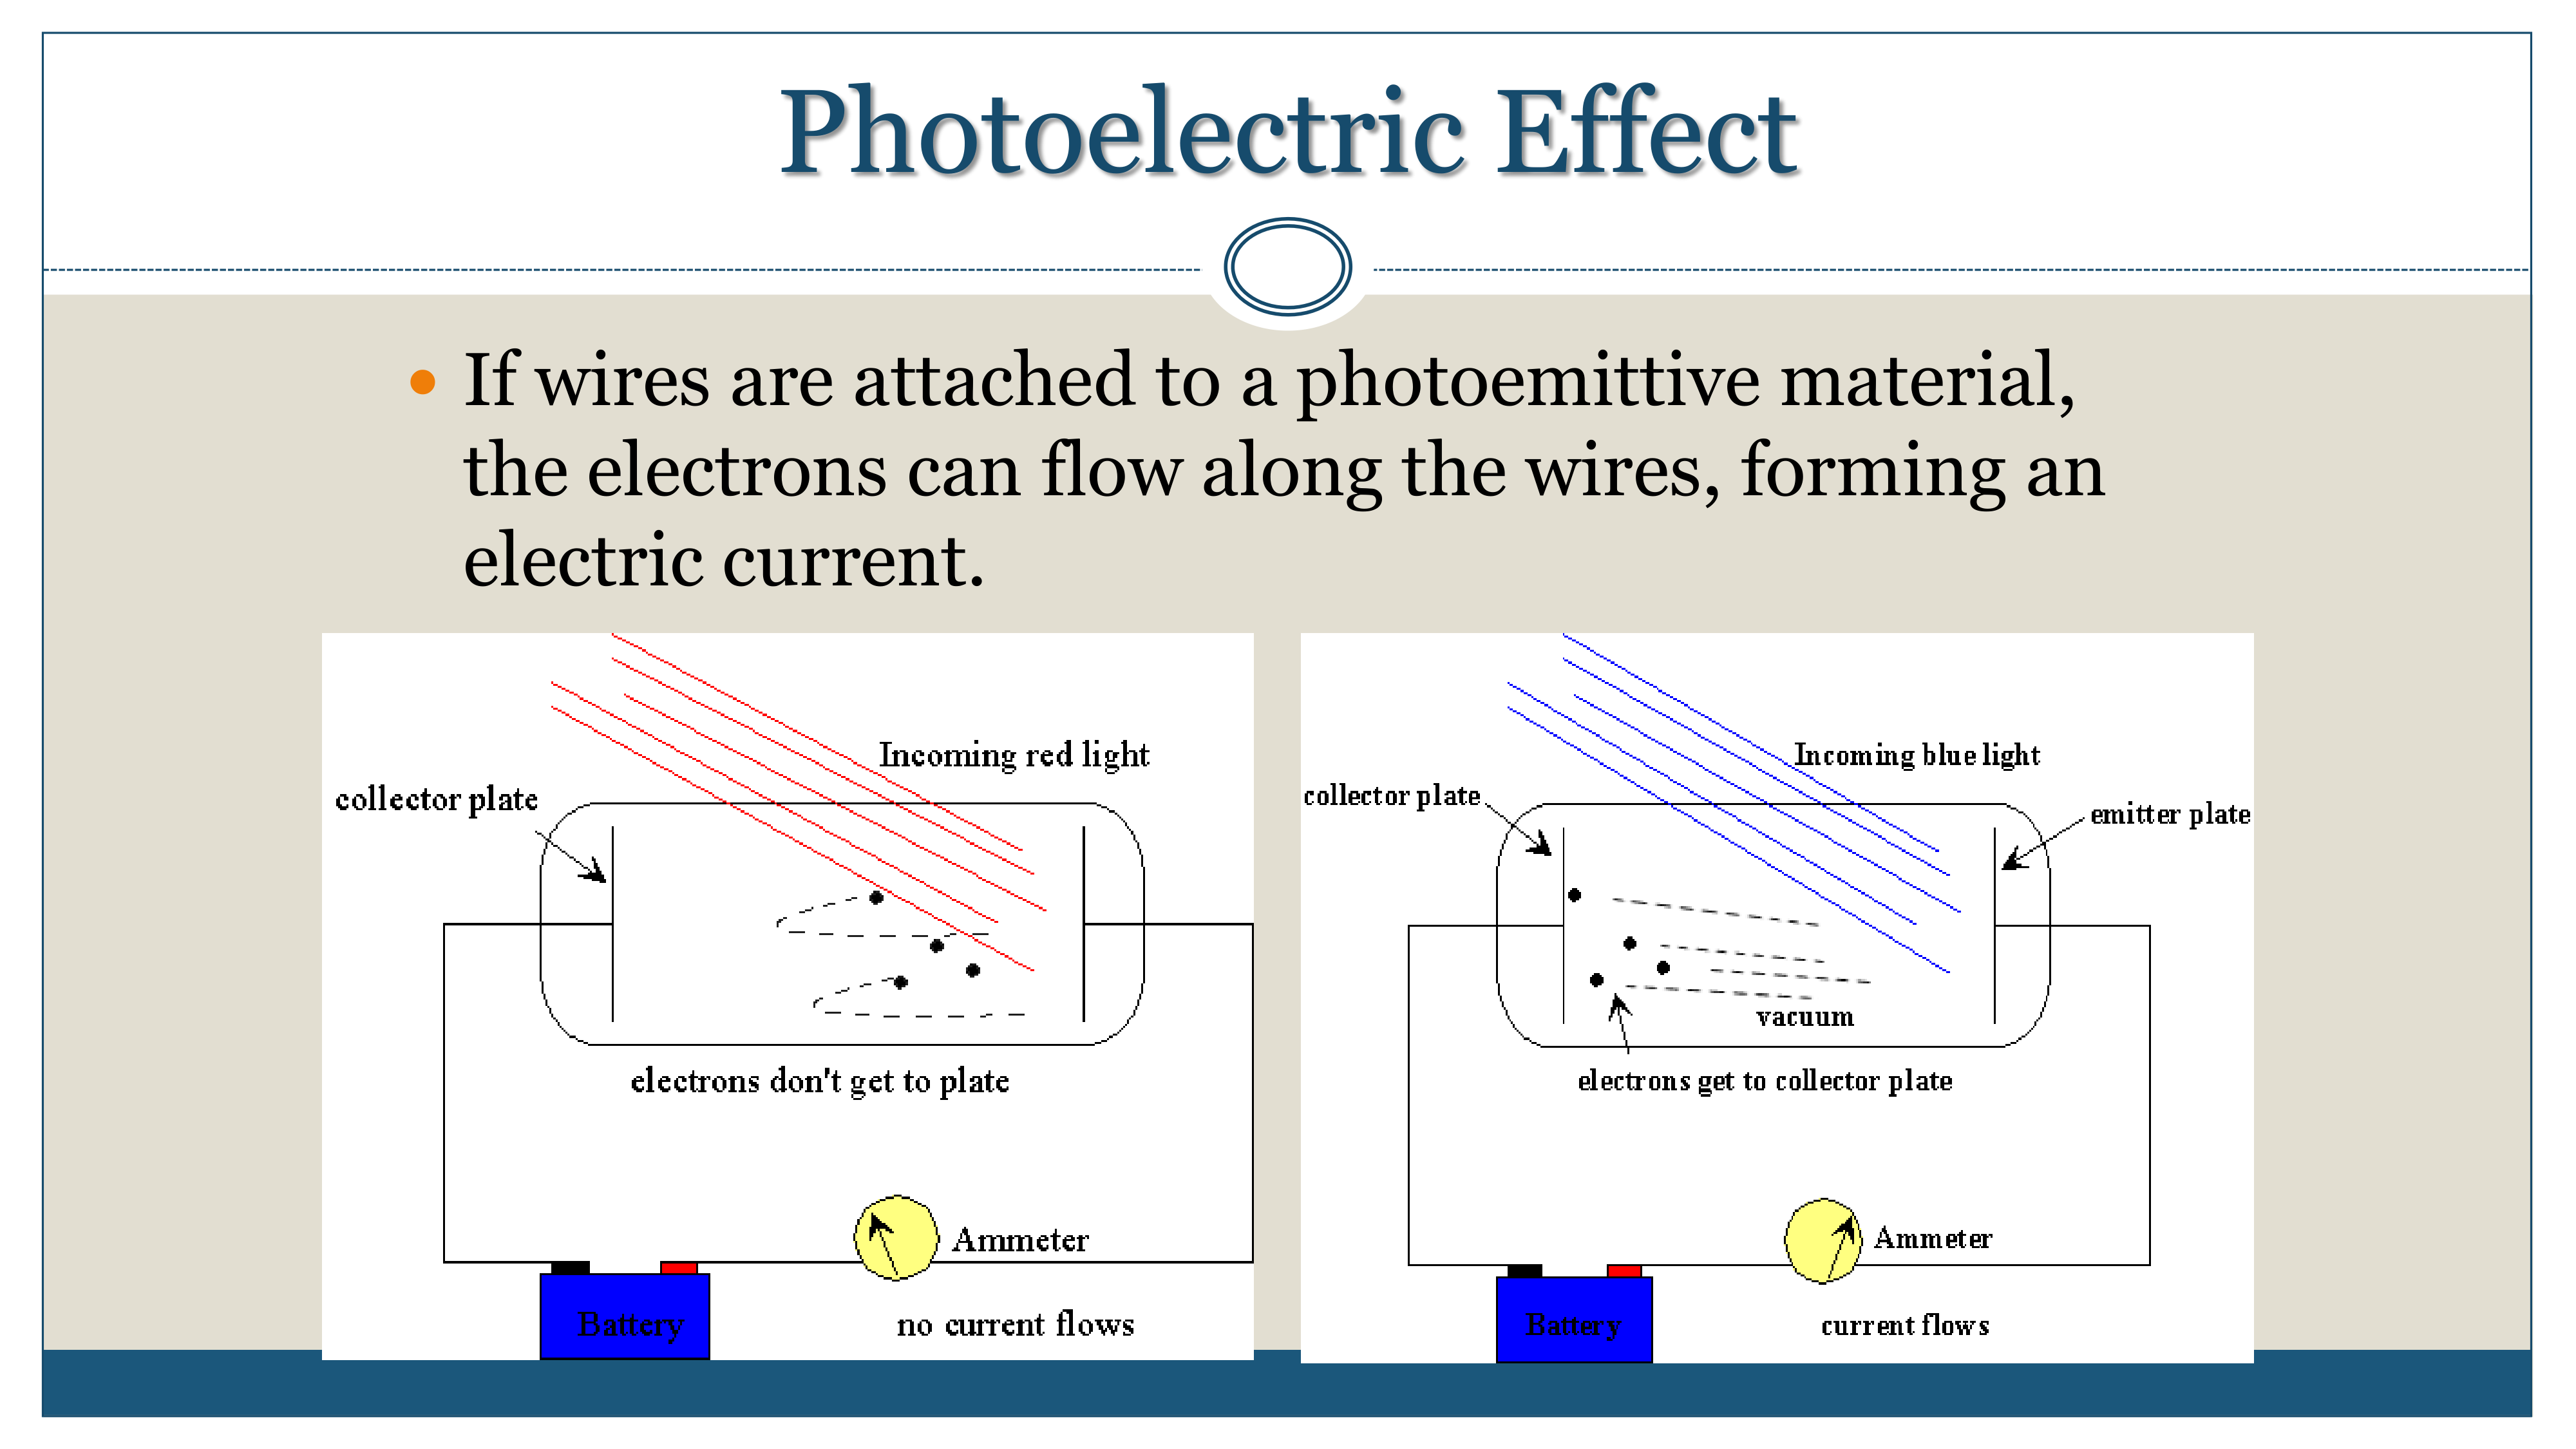 Photoelectric Effect
If wires are attached to a photoemittive material,
the electrons can flow along the wires, forming an
electric current.
Incoming red light
collector plate
electrons don't get to plate
Ammeter
Battery
no current flows
Incoming blue light
collector plate
emitter plate
vacuum
electrons get to collector plate
Ammeter
Battery
current flows